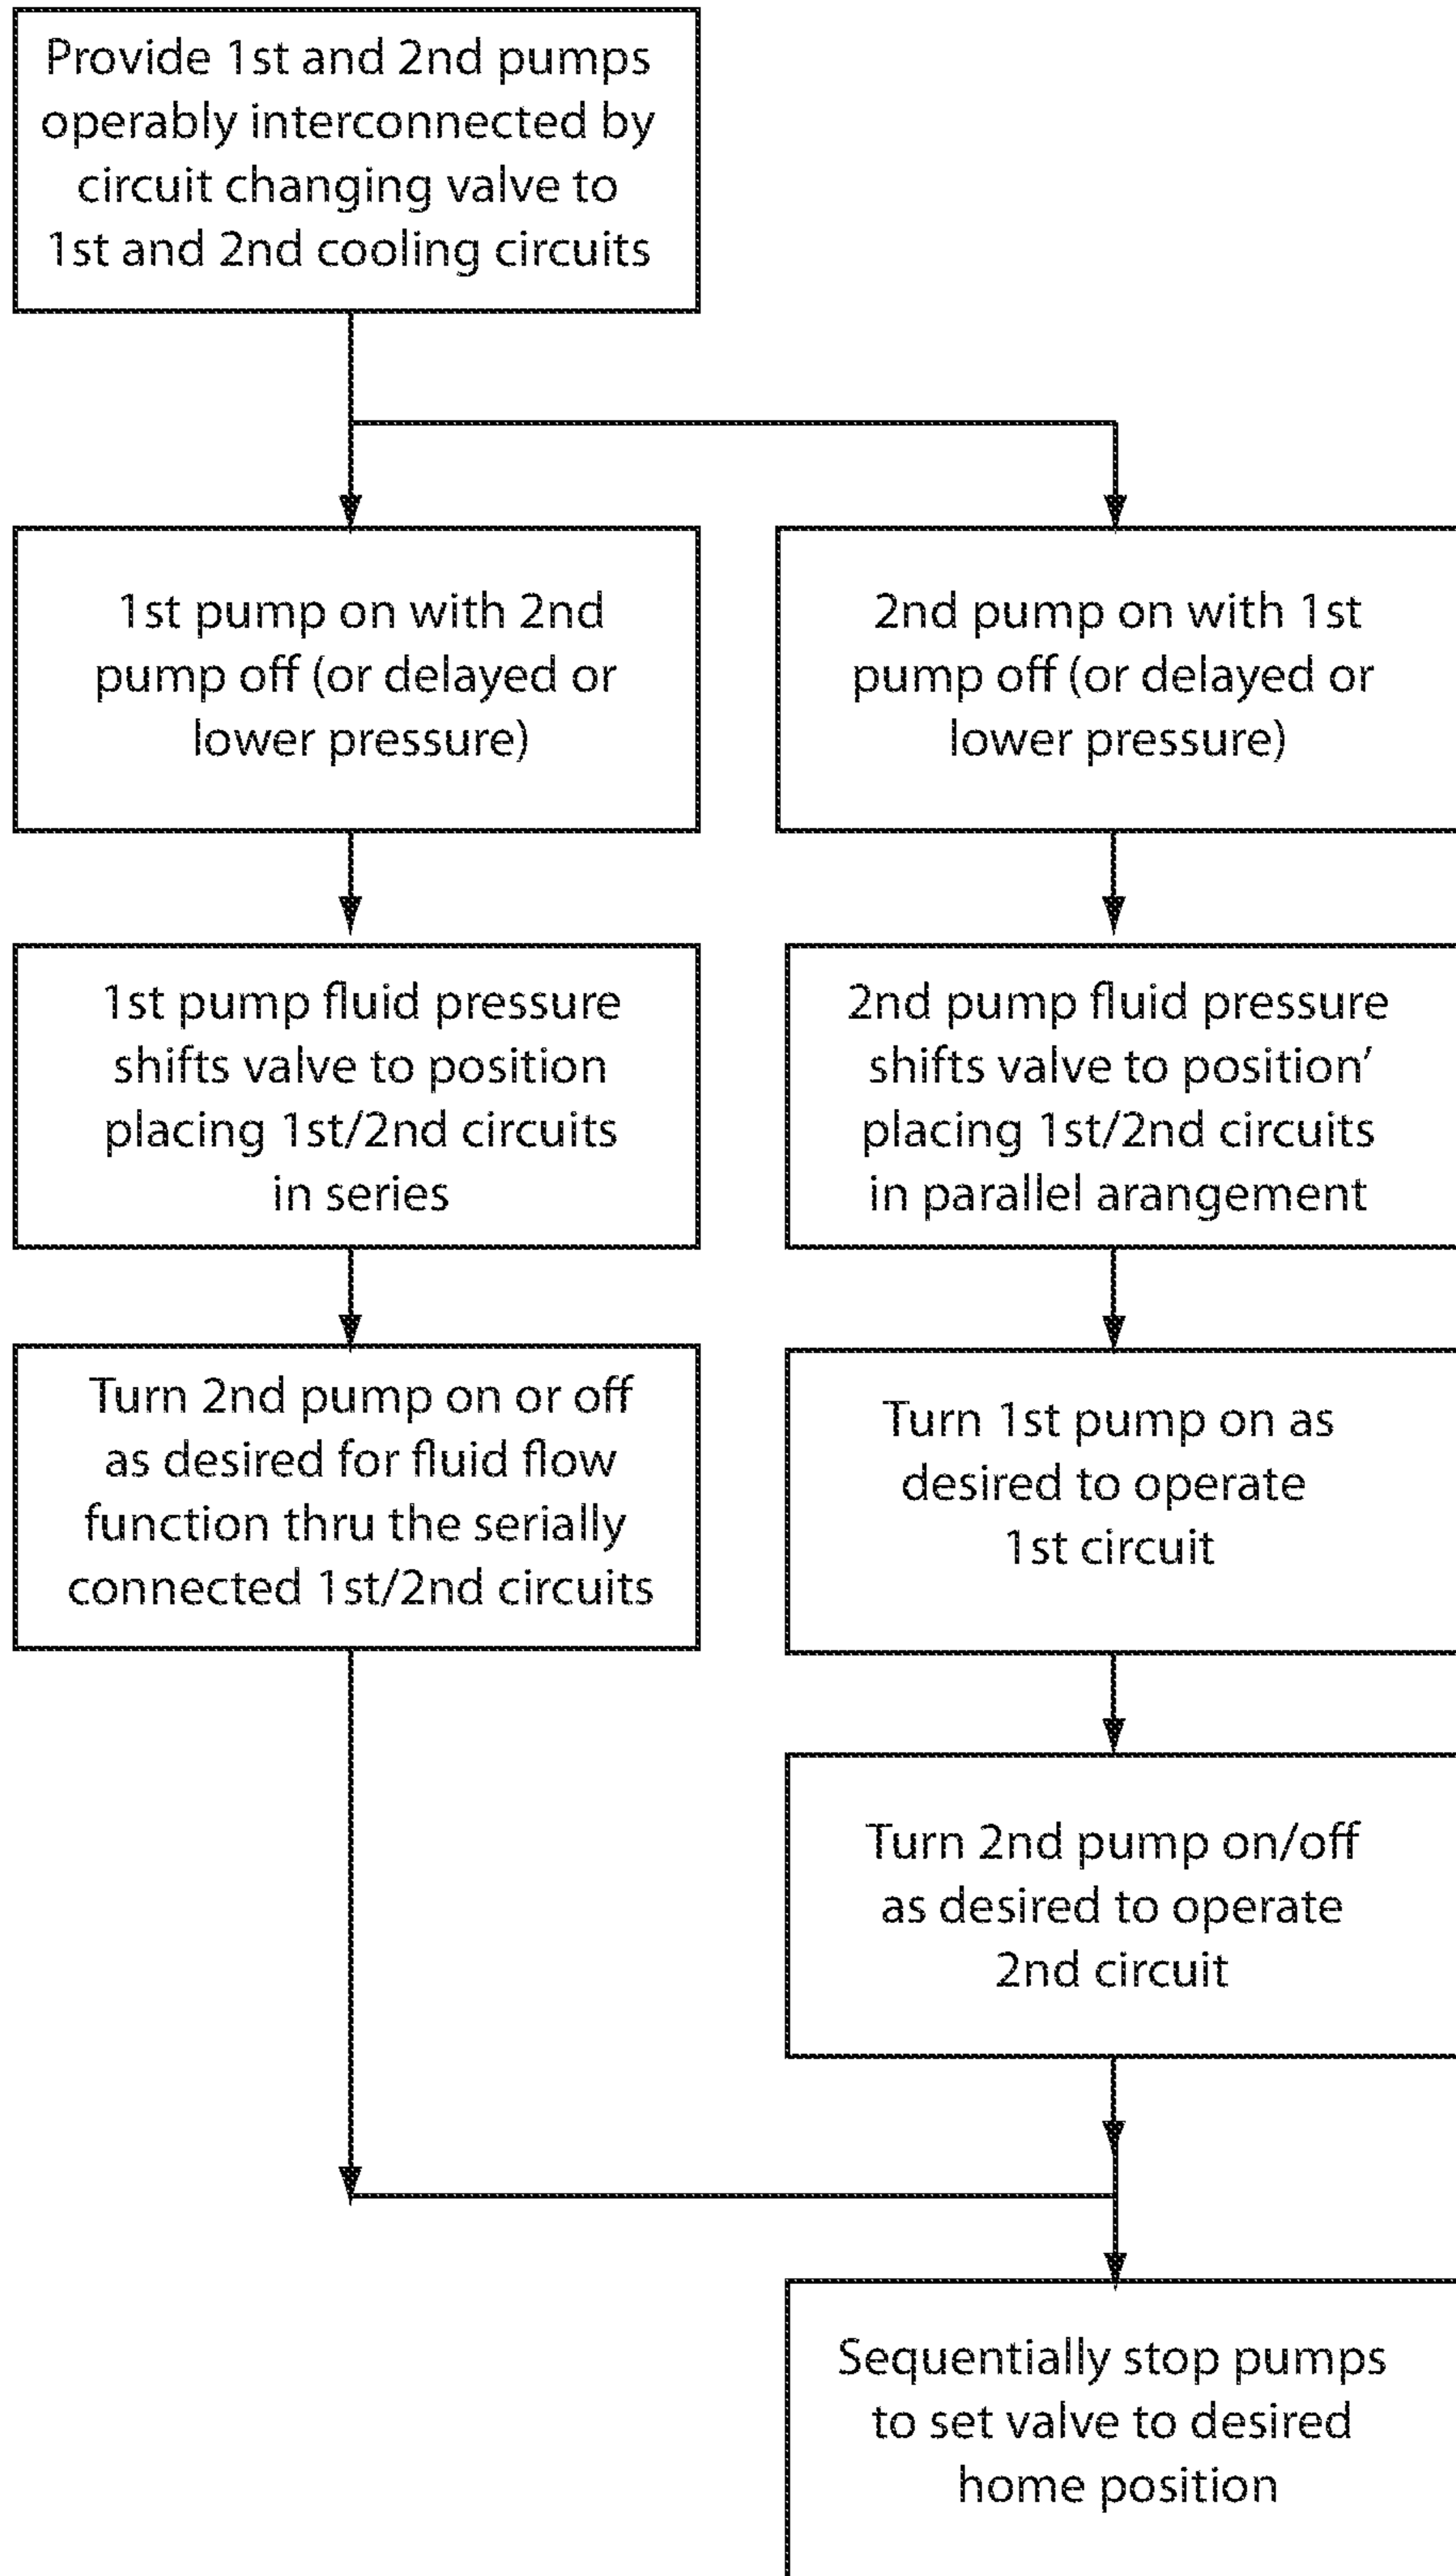 Provide 1st and 2nd pumps
operably interconnected by
circuit changing valve to
1st and 2nd cooling circuits
1st pump on with 2nd
pump off (or delayed or
lower pressure)
2nd pump on with 1st
pump off (or delayed or
lower pressure)
1st pump fluid pressure
shifts valve to position
placing 1st/2nd circuits
in series
2nd pump fluid pressure
shifts valve to position’
placing 1st/2nd circuits
in parallel arangement
Turn 2nd pump on or off
as desired for fluid flow
function thru the serially
connected 1st/2nd circuits
Turn 1st pump on as
desired to operate
1st circuit
Turn 2nd pump on/off
as desired to operate
2nd circuit
Sequentially stop pumps
to set valve to desired
home position